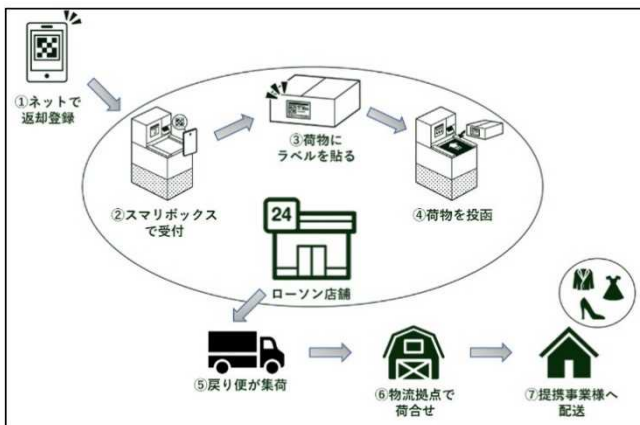 ①ネットで
返却登録
②スマリボックス
で受付
③荷物に
ラベルを貼る
④荷物を投函
24
ローソン店舗
⑤戻り便が集荷
⑥物流拠点で
荷合せ
⑦提携事業様へ
配送